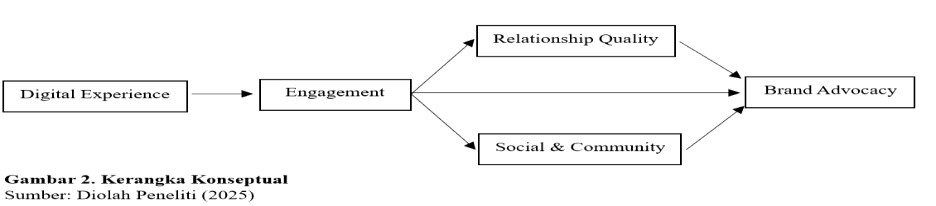 Relationship Quality
Digital Experience
Engagement
Brand Advocacy
Social & Community
Gambar 2. Kerangka Konseptual
Sumber: Diolah Peneliti (2025)